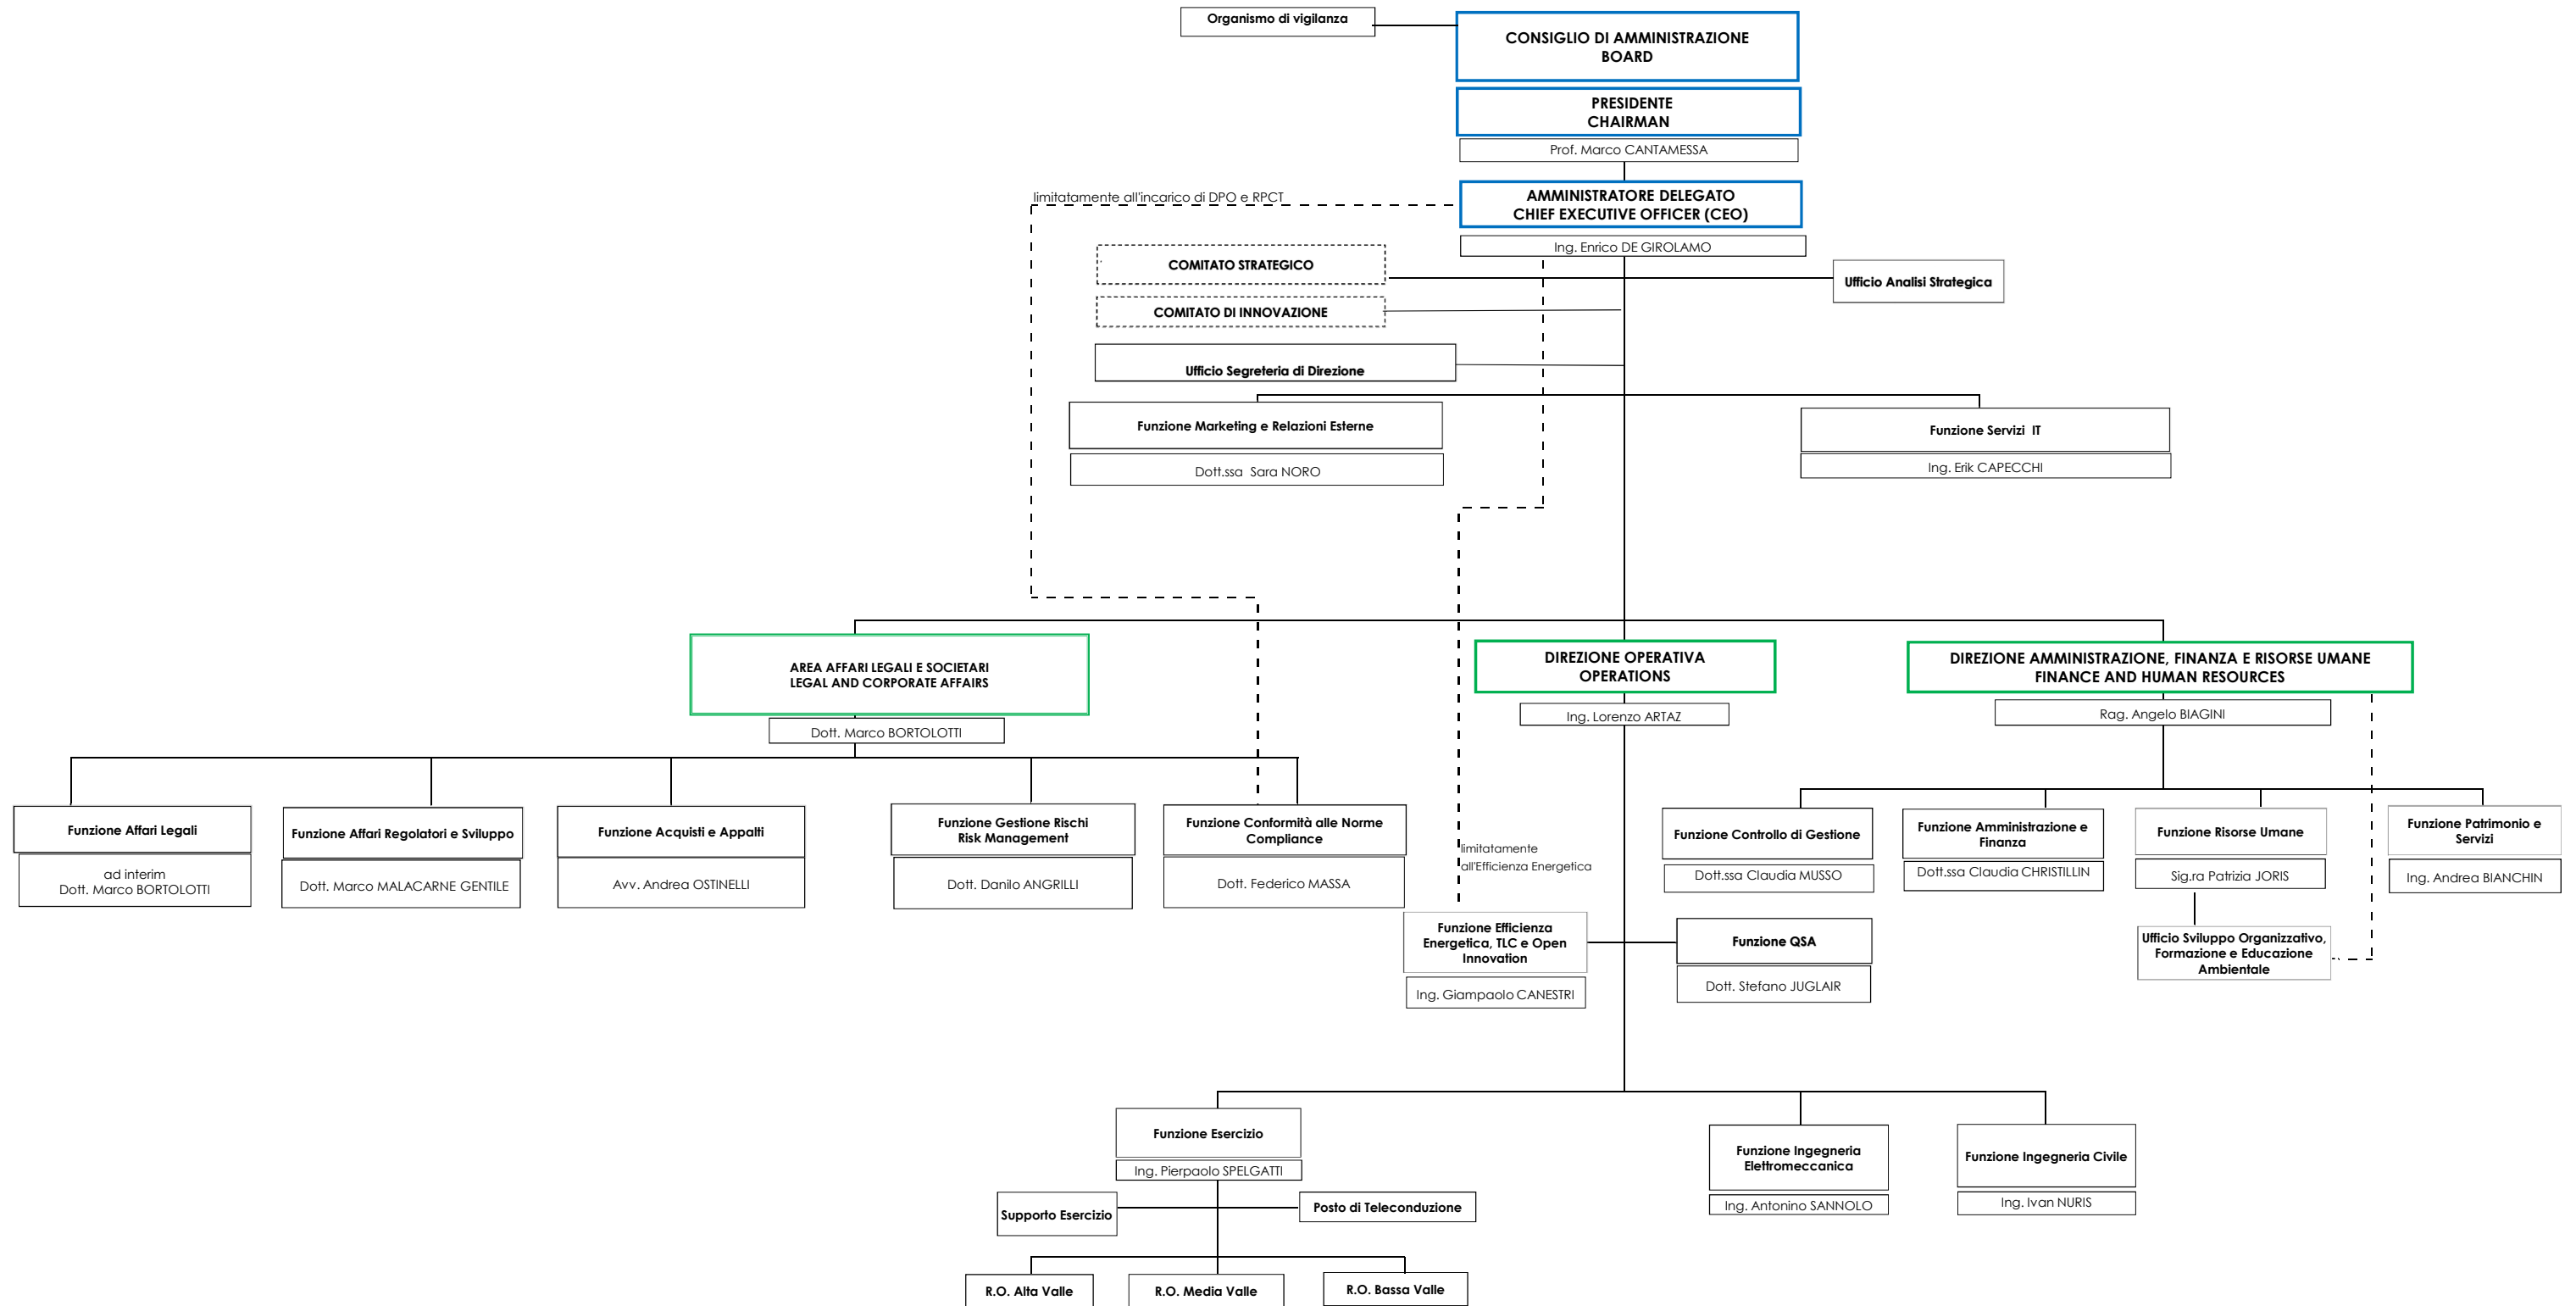 Organismo di vigilanza
CONSIGLIO DI AMMINISTRAZIONE
BOARD
PRESIDENTE
CHAIRMAN
Prof. Marco CANTAMESSA
limitatamente all'incarico di DPO e RPCT
AMMINISTRATORE DELEGATO
CHIEF EXECUTIVE OFFICER (CEO)
Ing. Enrico DE GIROLAMO
COMITATO STRATEGICO
Ufficio Analisi Strategica
COMITATO DI INNOVAZIONE
Ufficio Segreteria di Direzione
Funzione Marketing e Relazioni Esterne
Dott.ssa Sara NORO
Funzione Servizi IT
Ing. Erik CAPECCHI
AREA AFFARI LEGALI E SOCIETARI
LEGAL AND CORPORATE AFFAIRS
Dott. Marco BORTOLOTTI
DIREZIONE OPERATIVA
OPERATIONS
Ing. Lorenzo ARTAZ
DIREZIONE AMMINISTRAZIONE, FINANZA E RISORSE UMANE
FINANCE AND HUMAN RESOURCES
Rag. Angelo BIAGINI
Funzione Affari Legali
ad interim
Dott. Marco BORTOLOTTI
Funzione Affari Regolatori e Sviluppo
Dott. Marco MALACARNE GENTILE
Funzione Acquisti e Appalti
Avv. Andrea OSTINELLI
Funzione Gestione Rischi
Risk Management
Dott. Danilo ANGRILLI
Funzione Conformità alle Norme
Compliance
Dott. Federico MASSA
limitatamente
all'Efficienza Energetica
Funzione Controllo di Gestione
Dott.ssa Claudia MUSSO
Funzione Amministrazione e
Finanza
Dott.ssa Claudia CHRISTILLIN
Funzione Risorse Umane
Sig.ra Patrizia JORIS
Funzione Patrimonio e
Servizi
Ing. Andrea BIANCHIN
Funzione Efficienza
Energetica, TLC e Open
Innovation
Ing. Giampaolo CANESTRI
Funzione QSA
Dott. Stefano JUGLAIR
Ufficio Sviluppo Organizzativo,
Formazione e Educazione
Ambientale
Funzione Esercizio
Ing. Pierpaolo SPELGATTI
Funzione Ingegneria
Elettromeccanica
Ing. Antonino SANNOLO
Funzione Ingegneria Civile
Ing. Ivan NURIS
Supporto Esercizio
Posto di Teleconduzione
R.O. Alta Valle
R.O. Media Valle
R.O. Bassa Valle